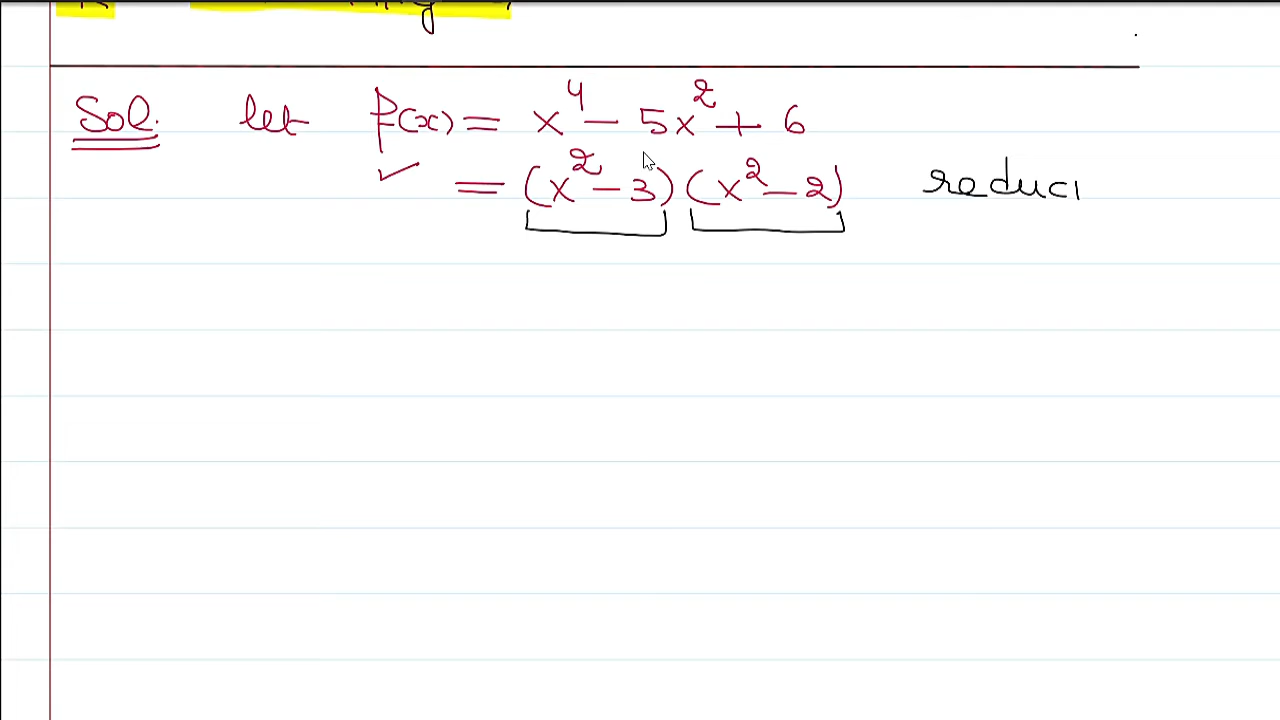 Sol. let f(x) = x⁴ - 5x² + 6
= (x² - 3) (x² - 2) reduci